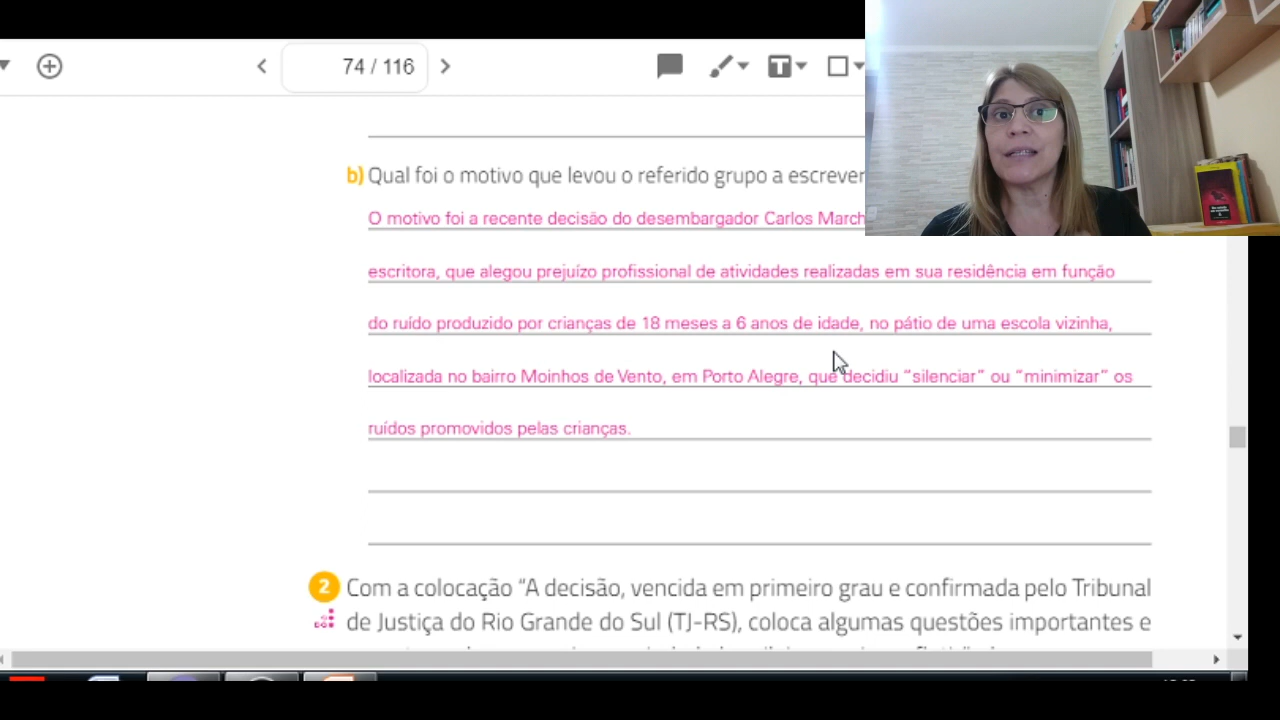 74 / 116
b) Qual foi o motivo que levou o referido grupo a escrever
O motivo foi a recente decisão do desembargador Carlos March
escritora, que alegou prejuízo profissional de atividades realizadas em sua residência em função
do ruído produzido por crianças de 18 meses a 6 anos de idade, no pátio de uma escola vizinha,
localizada no bairro Moinhos de Vento, em Porto Alegre, que decidiu “silenciar” ou “minimizar” os
ruídos promovidos pelas crianças.
2 Com a colocação “A decisão, vencida em primeiro grau e confirmada pelo Tribunal
de Justiça do Rio Grande do Sul (TJ-RS), coloca algumas questões importantes e